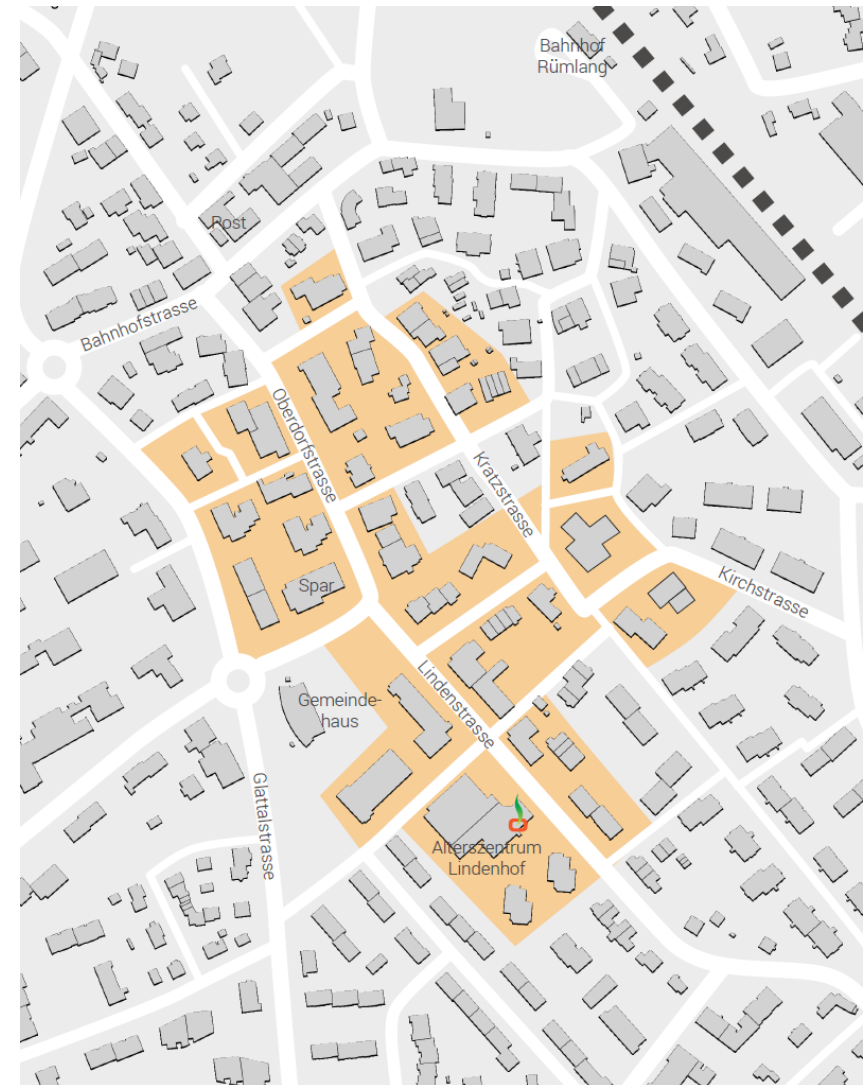 Bahnhof
Rümlang
Post
Bahnhofstrasse
Oberdorfstrasse
Kratzstrasse
Kirchstrasse
Spar
Lindenstrasse
Gemeinde-
haus
Glattalstrasse
Alterszentrum
Lindenhof